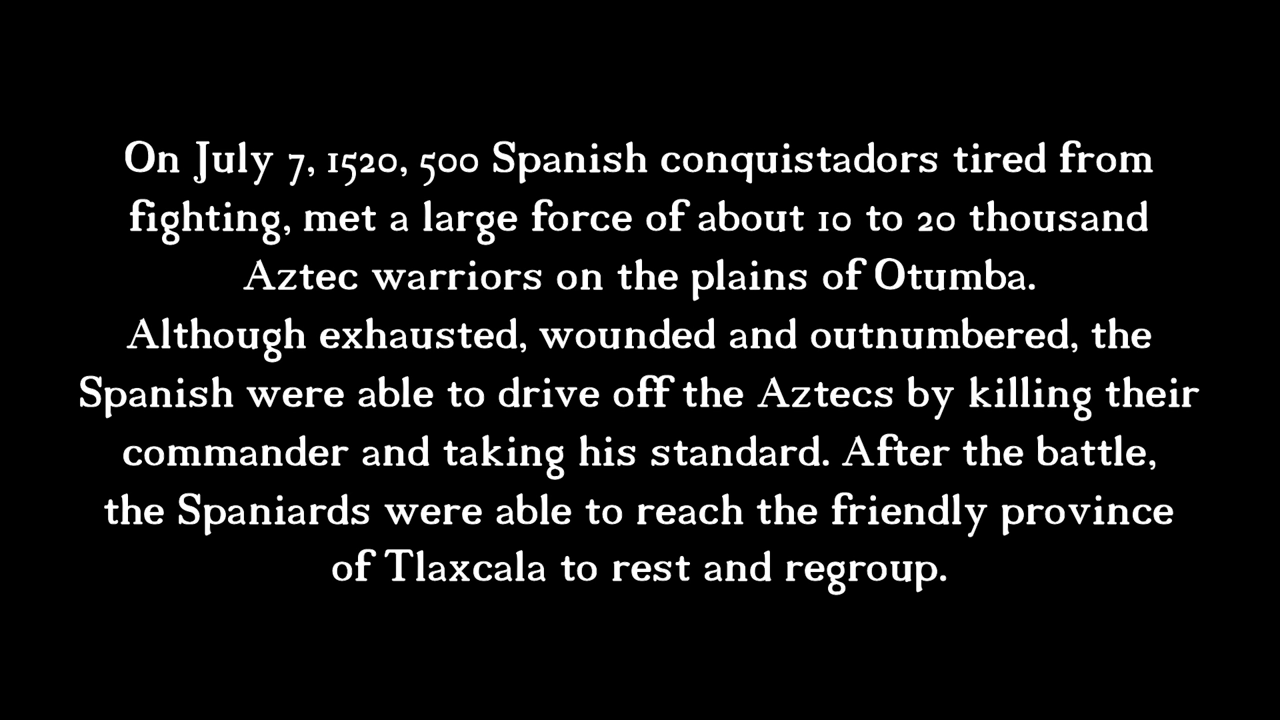 On July 7, 1520, 500 Spanish conquistadors tired from
fighting, met a large force of about 10 to 20 thousand
Aztec warriors on the plains of Otumba.
Although exhausted, wounded and outnumbered, the
Spanish were able to drive off the Aztecs by killing their
commander and taking his standard. After the battle,
the Spaniards were able to reach the friendly province
of Tlaxcala to rest and regroup.